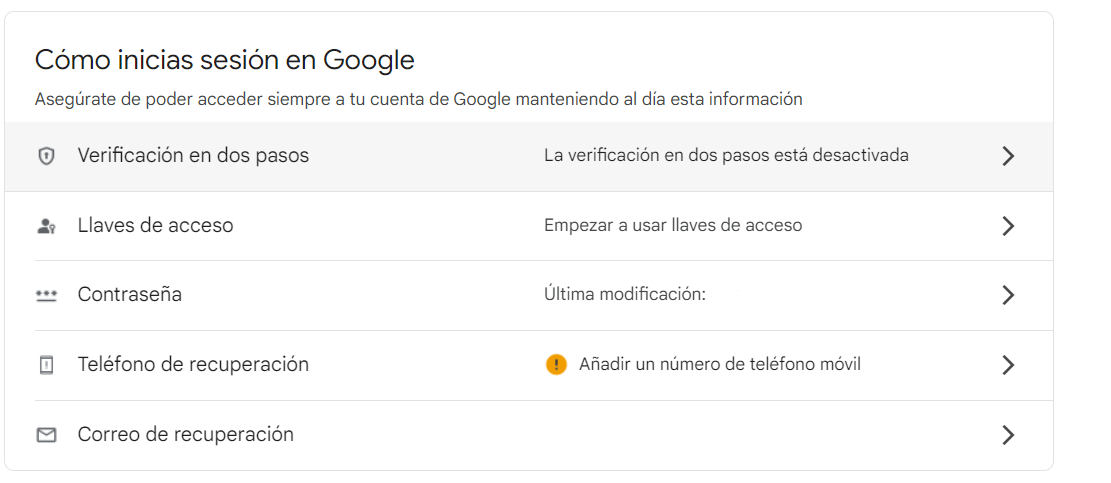 Cómo inicias sesión en Google
Asegúrate de poder acceder siempre a tu cuenta de Google manteniendo al día esta información
Verificación en dos pasos La verificación en dos pasos está desactivada
Llaves de acceso Empezar a usar llaves de acceso
Contraseña Última modificación:
Teléfono de recuperación Añadir un número de teléfono móvil
Correo de recuperación